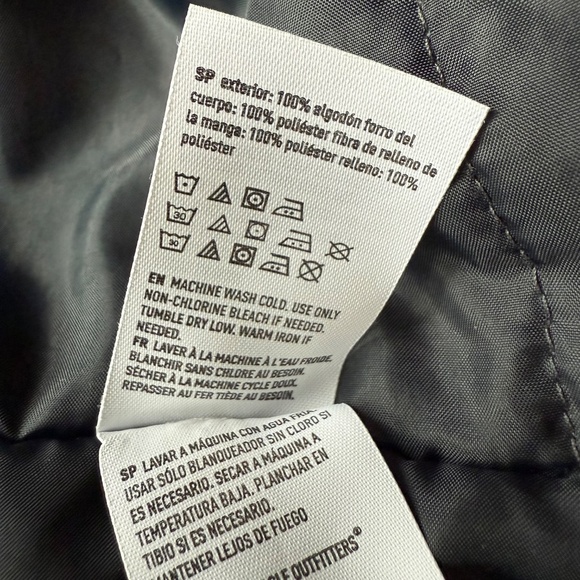 SP exterior: 100% algodón forro del
cuerpo: 100% poliéster fibra de relleno de
la manga: 100% poliéster relleno: 100%
poliéster
30
30
EN MACHINE WASH COLD. USE ONLY
NON-CHLORINE BLEACH IF NEEDED.
TUMBLE DRY LOW. WARM IRON IF
NEEDED.
FR LAVER À LA MACHINE À L'EAU FROIDE.
BLANCHIR SANS CHLORE AU BESOIN.
SÉCHER À LA MACHINE CYCLE DOUX.
REPASSER AU FER TIÈDE AU BESOIN.
SP LAVAR A MÁQUINA CON AGUA FRIA.
USAR SÓLO BLANQUEADOR SIN CLORO SI
ES NECESARIO. SECAR A MÁQUINA A
TEMPERATURA BAJA. PLANCHAR EN
TIBIO SI ES NECESARIO.
MANTENER LEJOS DE FUEGO
OUTFITTERS®